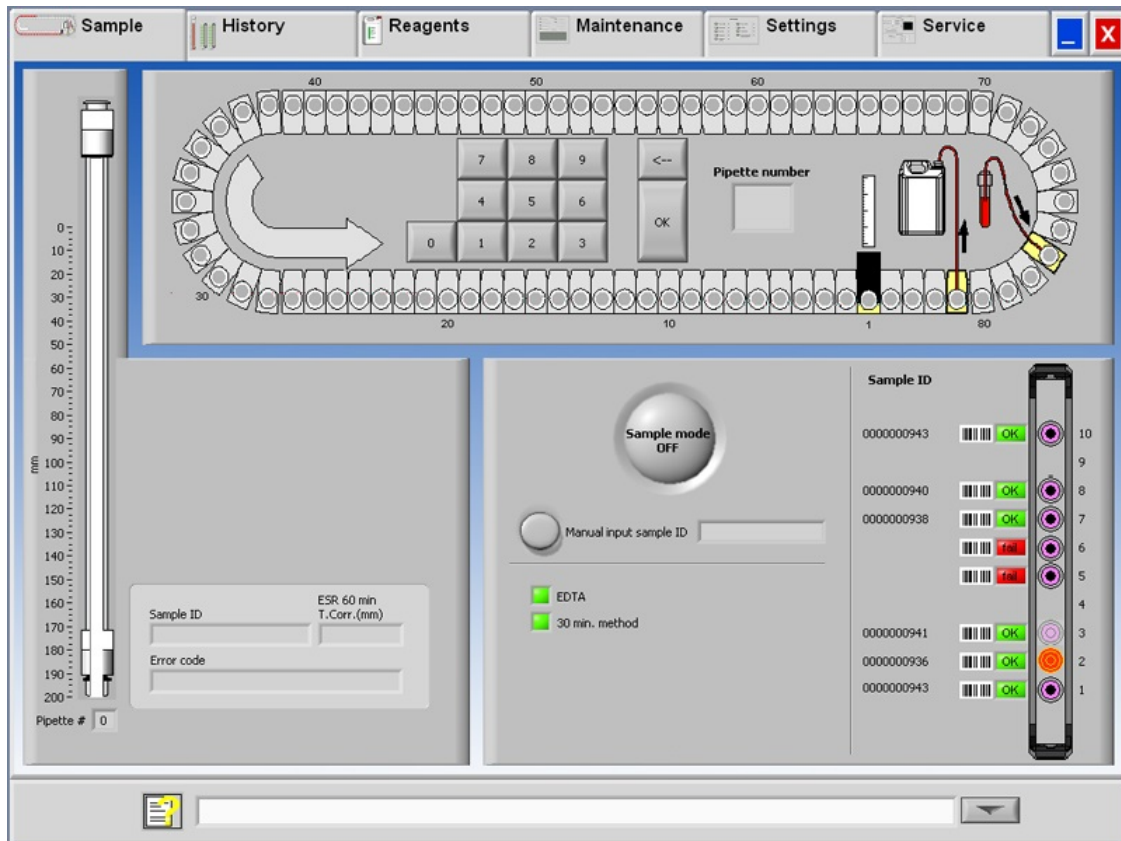 Sample History Reagents Maintenance Settings Service _ X
40 50 60 70
7 8 9 <--
Pipette number
4 5 6
OK
0 1 2 3
30
20 10 1 80
0
10
20
30
40
50
60
70
80
90
100
110
120
130
140
150
160
170
180
190
200
mm
Pipette # 0
Sample ID
ESR 60 min
T.Corr.(mm)
Error code
Sample mode
OFF
Manual input sample ID
EDTA
30 min. method
Sample ID
0000000943 OK 10
9
0000000940 OK 8
0000000938 OK 7
fail 6
fail 5
4
0000000941 OK 3
0000000936 OK 2
0000000943 OK 1
?